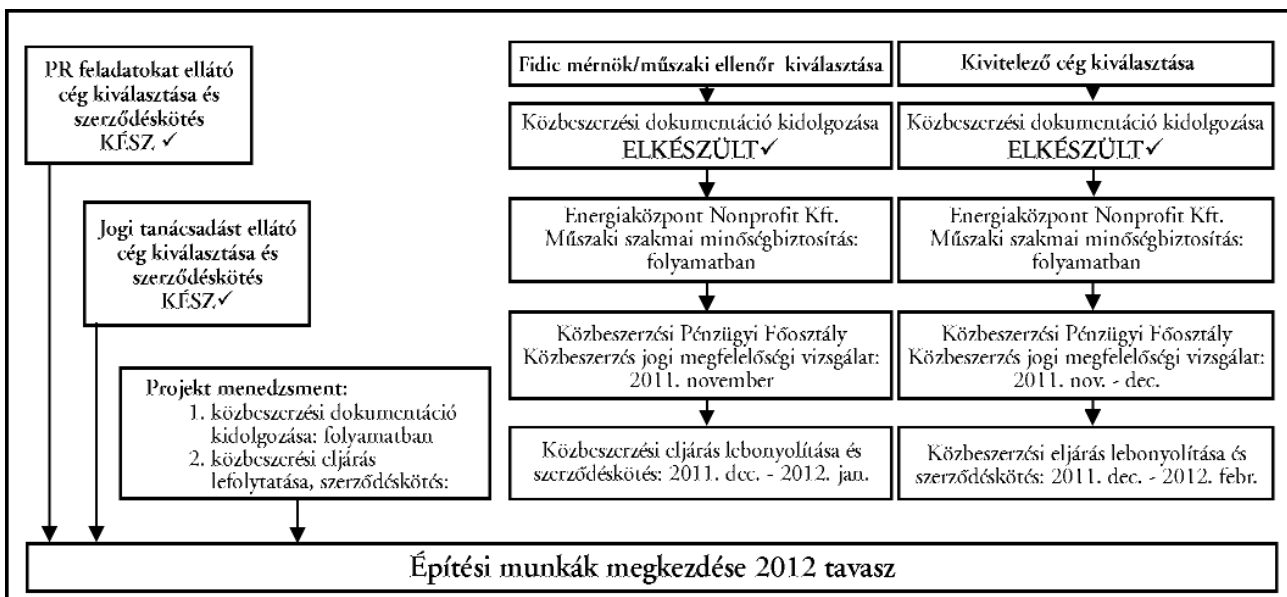 PR feladatokat ellátó
cég kiválasztása és
szerződéskötés
KÉSZ ✓
Jogi tanácsadást ellátó
cég kiválasztása és
szerződéskötés
KÉSZ ✓
Projekt menedzsment:
1. közbeszerzési dokumentáció
kidolgozása: folyamatban
2. közbeszerési eljárás
lefolytatása, szerződéskötés:
Fidic mérnök/műszaki ellenőr kiválasztása
Közbeszerzési dokumentáció kidolgozása
ELKÉSZÜLT ✓
Energiaközpont Nonprofit Kft.
Műszaki szakmai minőségbiztosítás:
folyamatban
Közbeszerzési Pénzügyi Főosztály
Közbeszerzés jogi megfelelőségi vizsgálat:
2011. november
Közbeszerzési eljárás lebonyolítása és
szerződéskötés: 2011. dec. - 2012. jan.
Kivitelező cég kiválasztása
Közbeszerzési dokumentáció kidolgozása
ELKÉSZÜLT ✓
Energiaközpont Nonprofit Kft.
Műszaki szakmai minőségbiztosítás:
folyamatban
Közbeszerzési Pénzügyi Főosztály
Közbeszerzés jogi megfelelőségi vizsgálat:
2011. nov. - dec.
Közbeszerzési eljárás lebonyolítása és
szerződéskötés: 2011. dec. - 2012. febr.
Építési munkák megkezdése 2012 tavasz